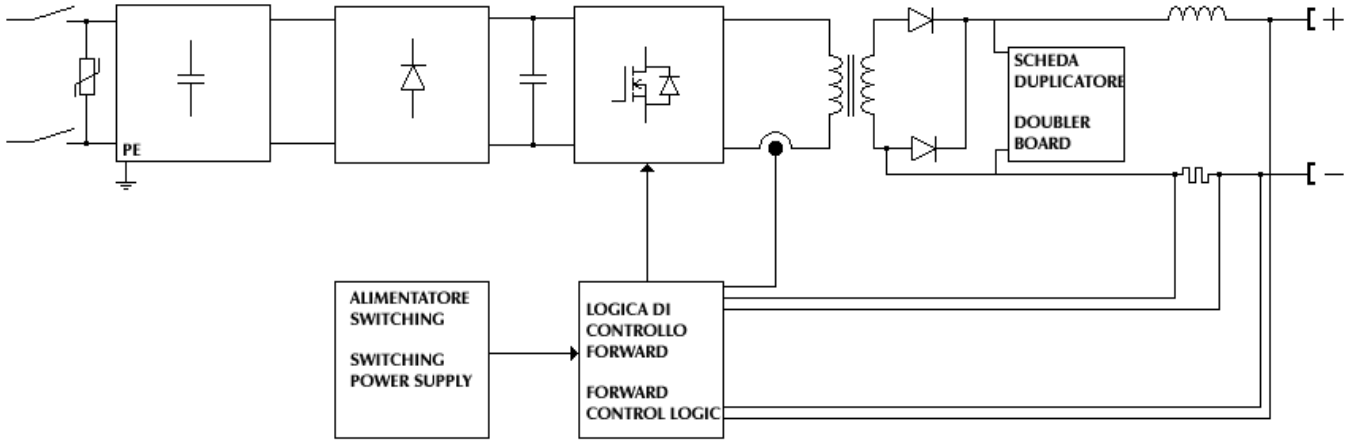 PE
SCHEDA
DUPLICATORE
DOUBLER
BOARD
+
−
ALIMENTATORE
SWITCHING
SWITCHING
POWER SUPPLY
LOGICA DI
CONTROLLO
FORWARD
FORWARD
CONTROL LOGIC